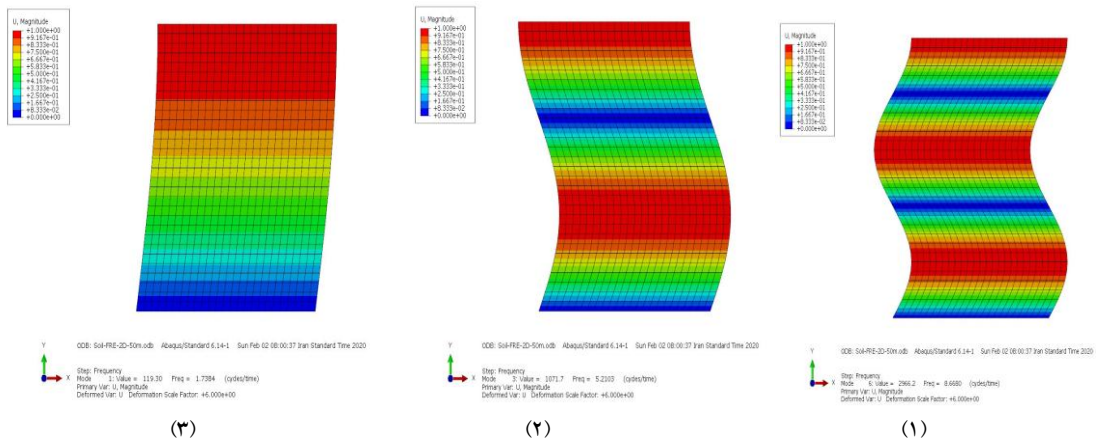 U, Magnitude
+1.000e+00
+9.167e-01
+8.333e-01
+7.500e-01
+6.667e-01
+5.833e-01
+5.000e-01
+4.167e-01
+3.333e-01
+2.500e-01
+1.667e-01
+8.333e-02
+0.000e+00
Y
X
ODB: Soil-FRE-2D-50m.odb Abaqus/Standard 6.14-1 Sun Feb 02 08:00:37 Iran Standard Time 2020
Step: Frequency
Mode 1: Value = 119.30 Freq = 1.7384 (cycles/time)
Primary Var: U, Magnitude
Deformed Var: U Deformation Scale Factor: +6.000e+00
(۳)
U, Magnitude
+1.000e+00
+9.167e-01
+8.333e-01
+7.500e-01
+6.667e-01
+5.833e-01
+5.000e-01
+4.167e-01
+3.333e-01
+2.500e-01
+1.667e-01
+8.333e-02
+0.000e+00
Y
X
ODB: Soil-FRE-2D-50m.odb Abaqus/Standard 6.14-1 Sun Feb 02 08:00:37 Iran Standard Time 2020
Step: Frequency
Mode 3: Value = 1071.7 Freq = 5.2103 (cycles/time)
Primary Var: U, Magnitude
Deformed Var: U Deformation Scale Factor: +6.000e+00
(۲)
U, Magnitude
+1.000e+00
+9.167e-01
+8.333e-01
+7.500e-01
+6.667e-01
+5.833e-01
+5.000e-01
+4.167e-01
+3.333e-01
+2.500e-01
+1.667e-01
+8.333e-02
+0.000e+00
Y
X
ODB: Soil-FRE-2D-50m.odb Abaqus/Standard 6.14-1 Sun Feb 02 08:00:37 Iran Standard Time 2020
Step: Frequency
Mode 6: Value = 2966.2 Freq = 8.6680 (cycles/time)
Primary Var: U, Magnitude
Deformed Var: U Deformation Scale Factor: +6.000e+00
(۱)